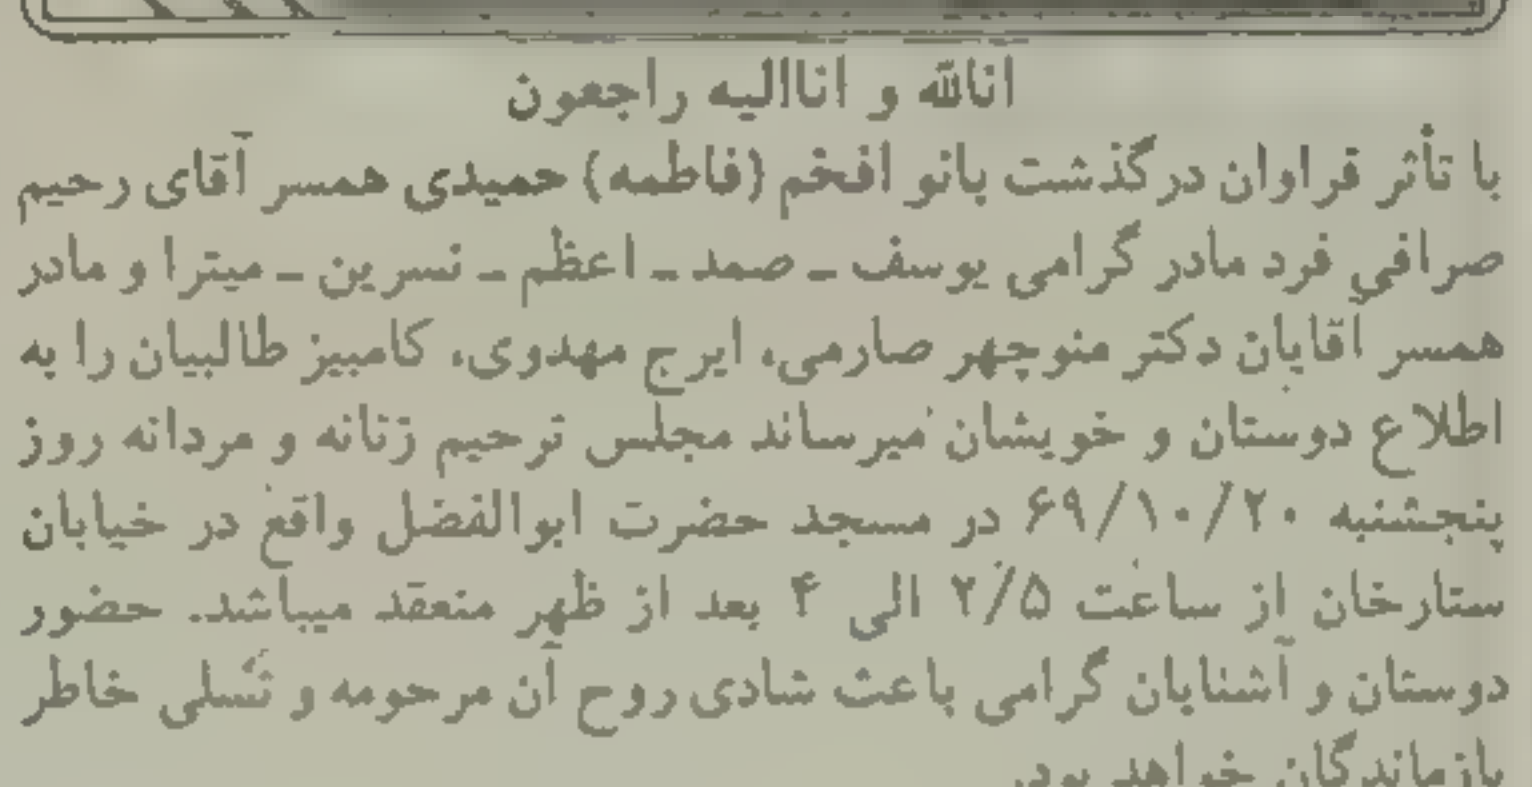 انالله و اناالیه راجعون
با تأثر فراوان درگذشت بانو افخم (فاطمه) حمیدی همسر آقای رحیم
صرافی فرد مادر گرامی یوسف ـ صمد ـ اعظم ـ نسرین ـ میترا و مادر
همسر آقایان دکتر منوچهر صارمی، ایرج مهدوی، کامبیز طالبیان را به
اطلاع دوستان و خویشان میرساند مجلس ترحیم زنانه و مردانه روز
پنجشنبه ۶۹/۱۰/۲۰ در مسجد حضرت ابوالفضل واقع در خیابان
ستارخان از ساعت ۲/۵ الی ۴ بعد از ظهر منعقد میباشد. حضور
دوستان و آشنایان گرامی باعث شادی روح آن مرحومه و تسلی خاطر
بازماندگان خواهد بود.